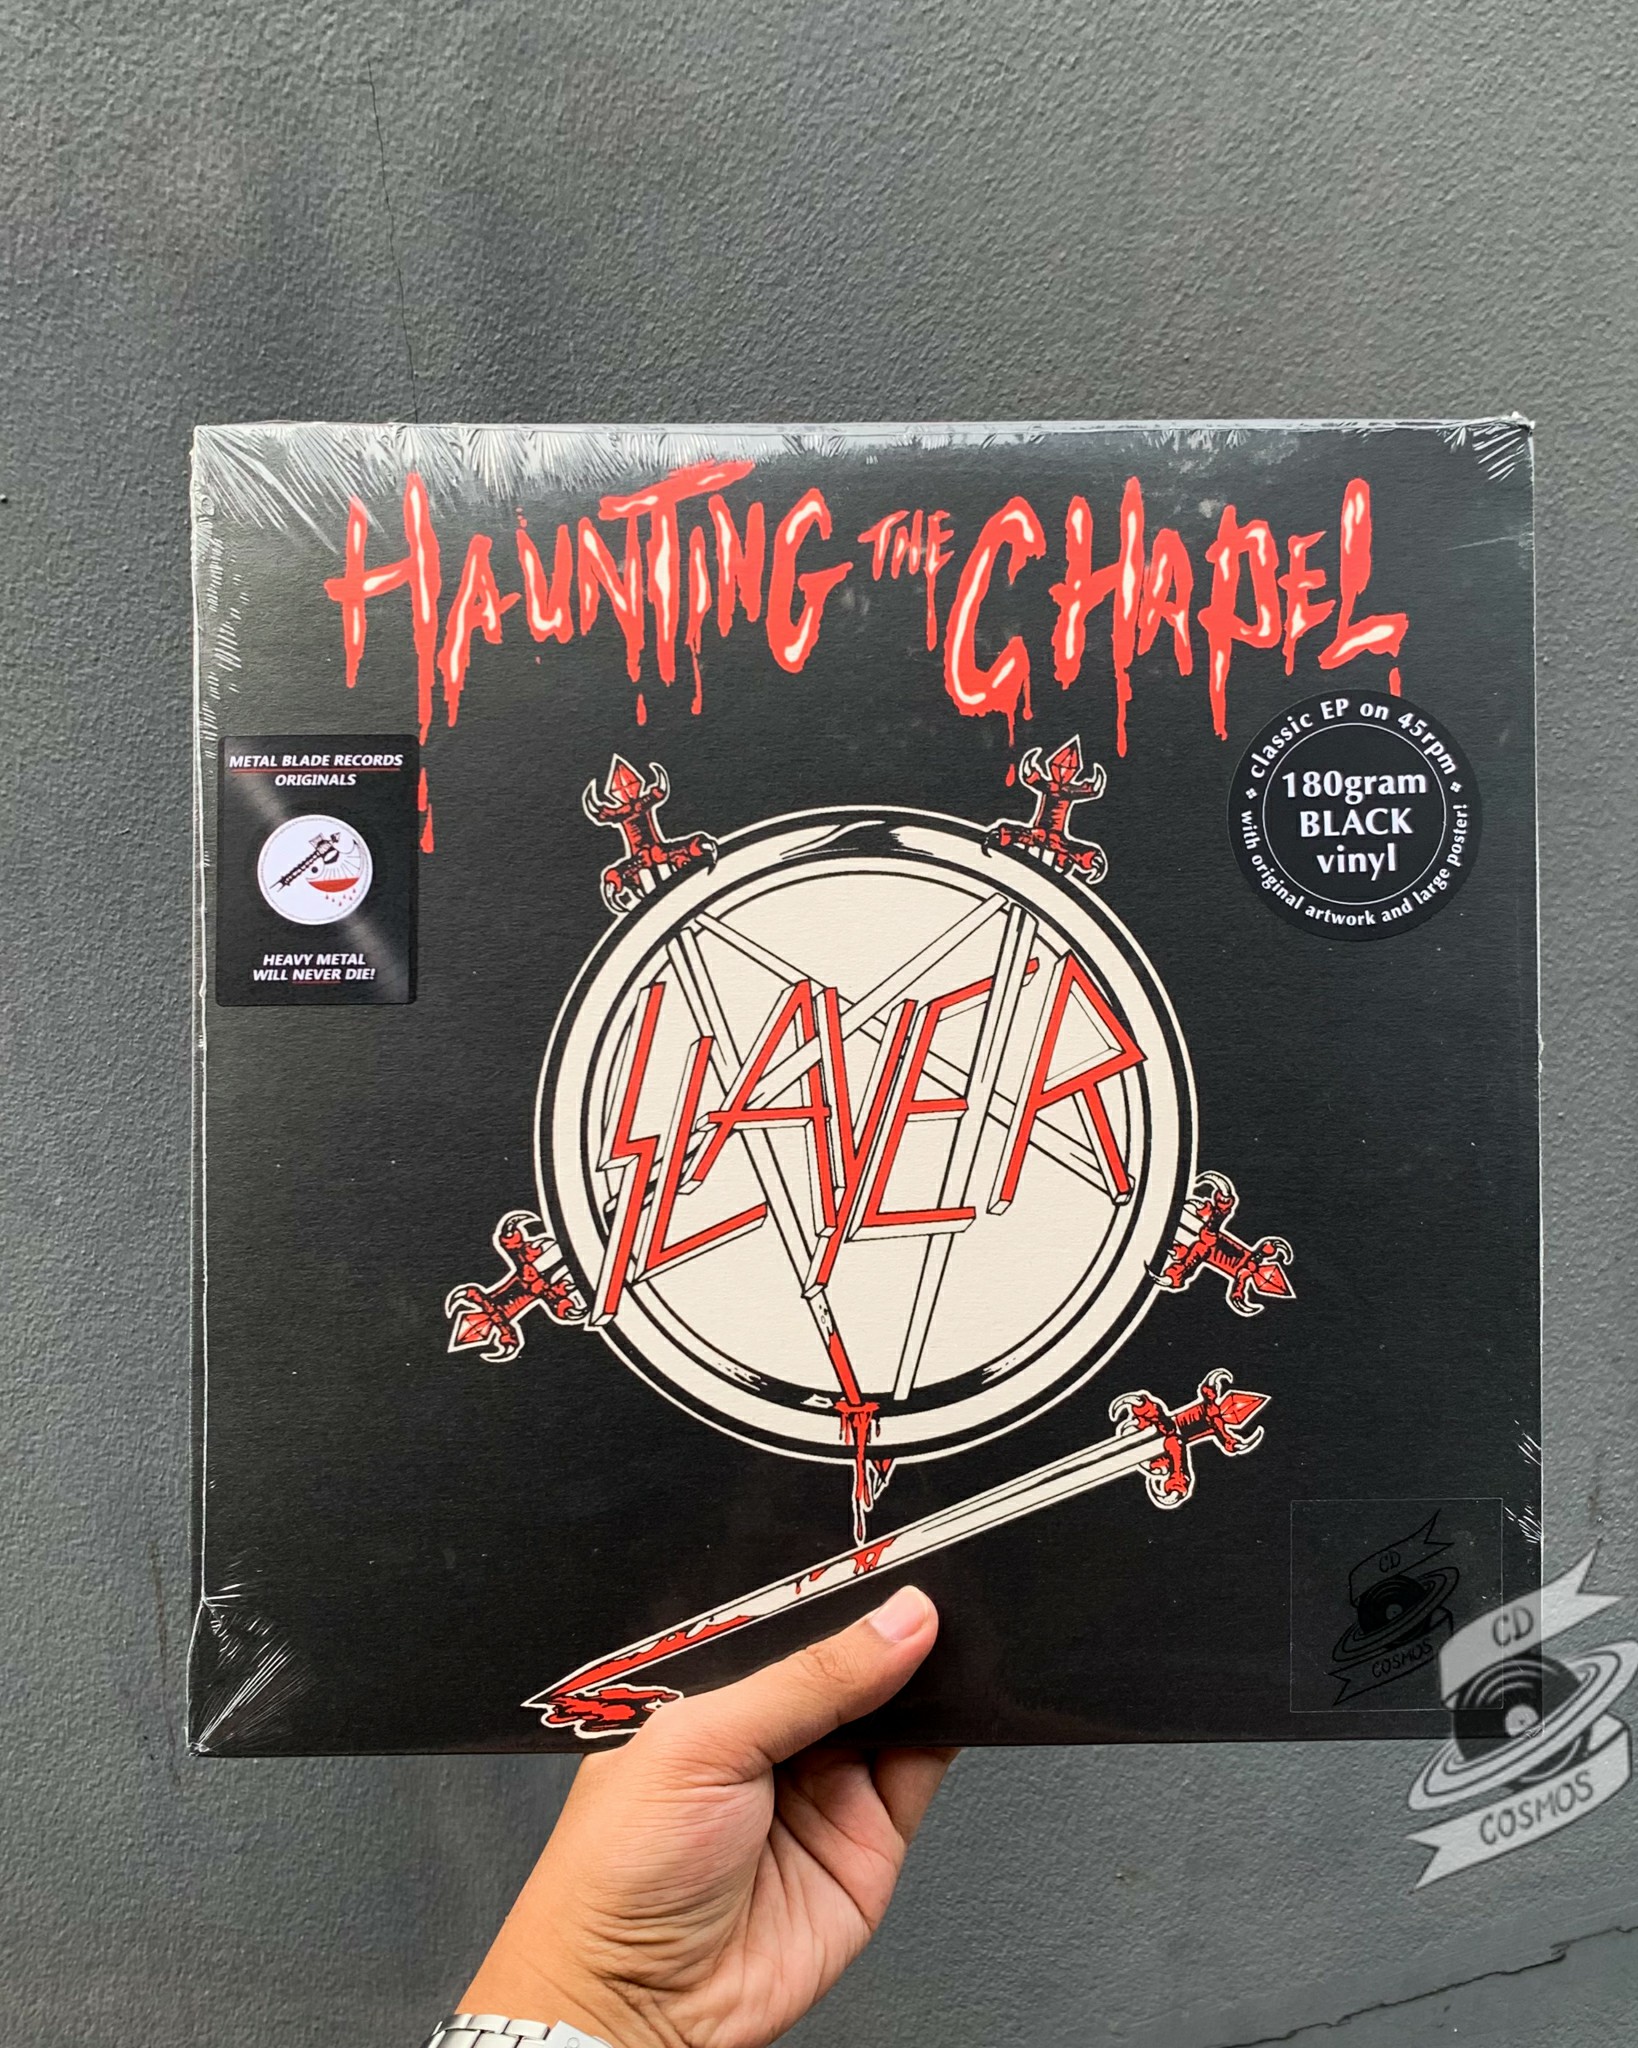 HAUNTING THE CHAPEL
METAL BLADE RECORDS
ORIGINALS
HEAVY METAL
WILL NEVER DIE!
classic EP on 45rpm
180gram
BLACK
vinyl
with original artwork and large poster!
SLAYER
CD
COSMOS
CD
COSMOS